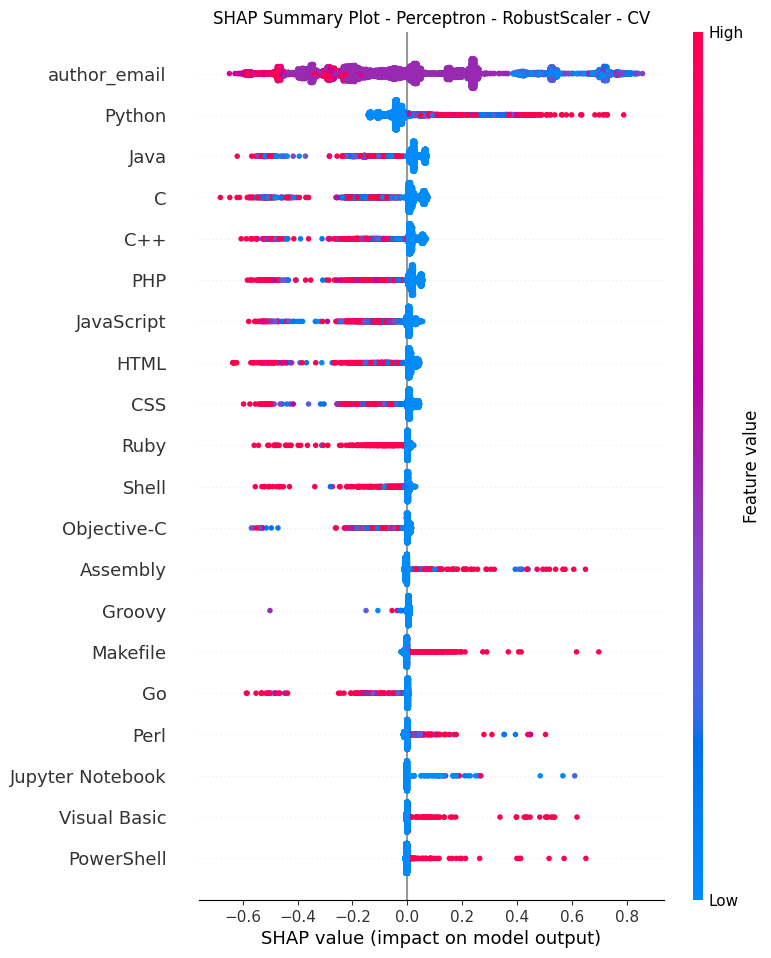 SHAP Summary Plot - Perceptron - RobustScaler - CV
High
author_email
Python
Java
C
C++
PHP
JavaScript
HTML
CSS
Ruby
Shell
Objective-C
Assembly
Groovy
Makefile
Go
Perl
Jupyter Notebook
Visual Basic
PowerShell
Feature value
Low
−0.6 −0.4 −0.2 0.0 0.2 0.4 0.6 0.8
SHAP value (impact on model output)